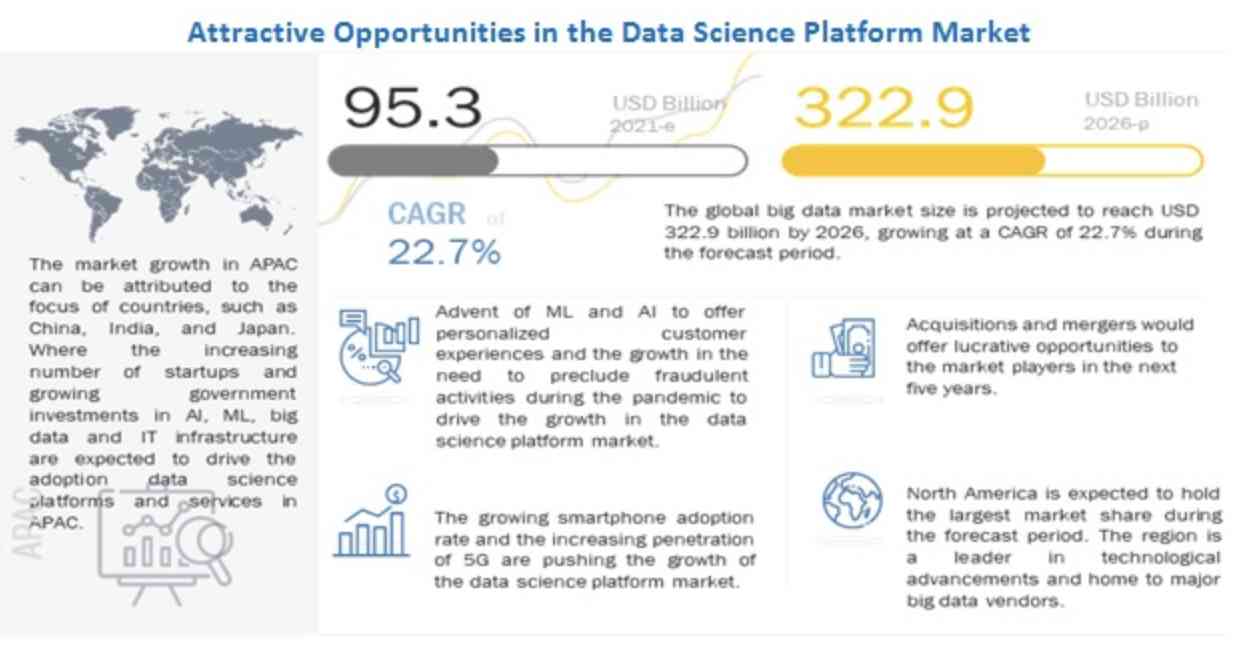 Attractive Opportunities in the Data Science Platform Market
95.3
USD Billion
2021-e
322.9
USD Billion
2026-p
CAGR of
22.7%
The global big data market size is projected to reach USD
322.9 billion by 2026, growing at a CAGR of 22.7% during
the forecast period.
The market growth in APAC
can be attributed to the
focus of countries, such as
China, India, and Japan.
Where the increasing
number of startups and
growing government
investments in AI, ML, big
data and IT infrastructure
are expected to drive the
adoption data science
platforms and services in
APAC.
APAC
Advent of ML and AI to offer
personalized customer
experiences and the growth in the
need to preclude fraudulent
activities during the pandemic to
drive the growth in the data
science platform market.
Acquisitions and mergers would
offer lucrative opportunities to
the market players in the next
five years.
The growing smartphone adoption
rate and the increasing penetration
of 5G are pushing the growth of
the data science platform market.
North America is expected to hold
the largest market share during
the forecast period. The region is
a leader in technological
advancements and home to major
big data vendors.